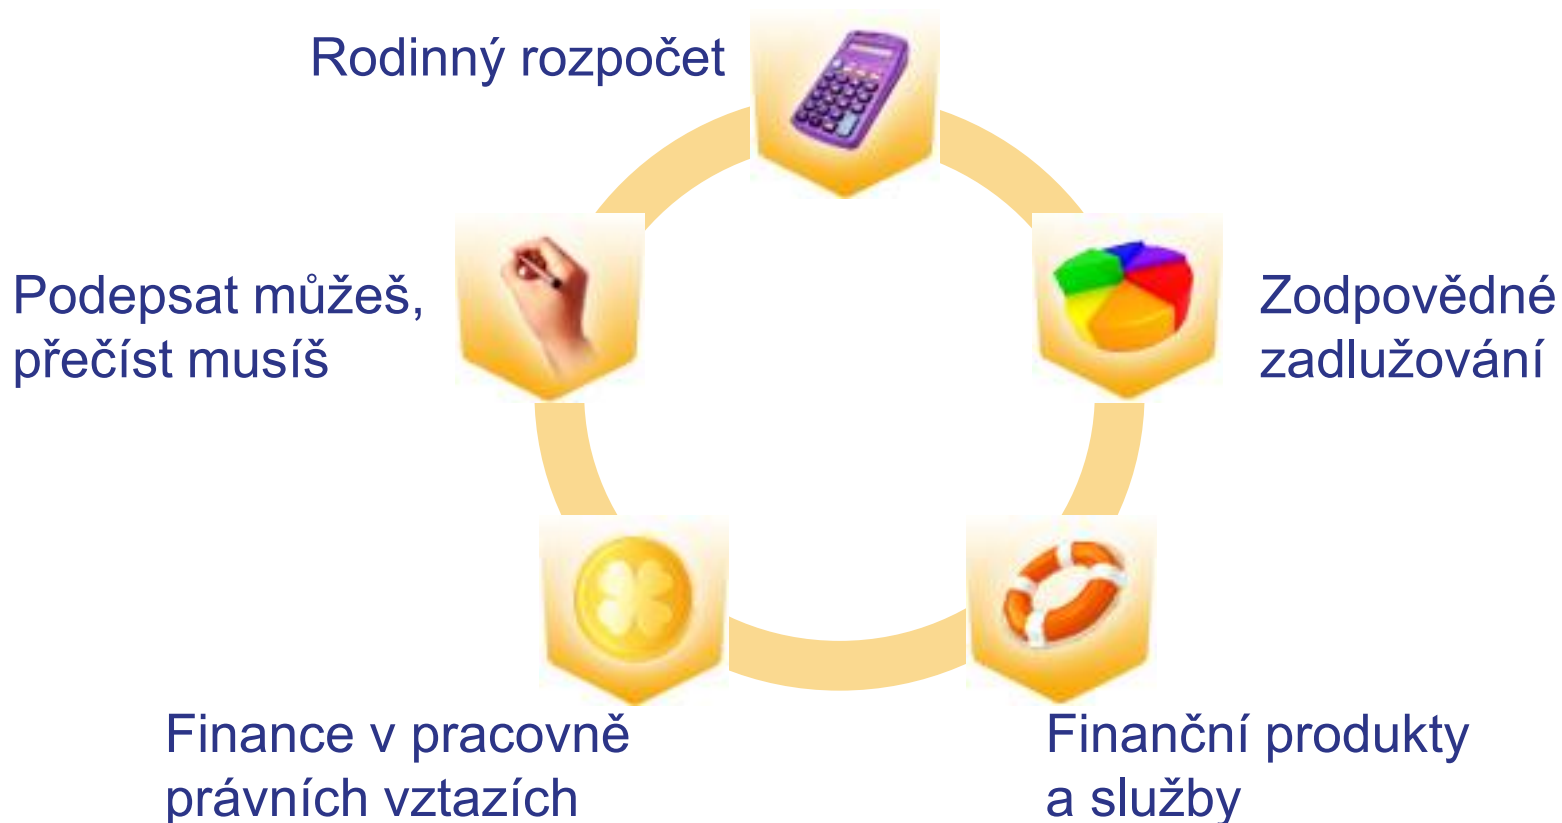 Rodinný rozpočet
Podepsat můžeš,
přečíst musíš
Zodpovědné
zadlužování
Finance v pracovně
právních vztazích
Finanční produkty
a služby